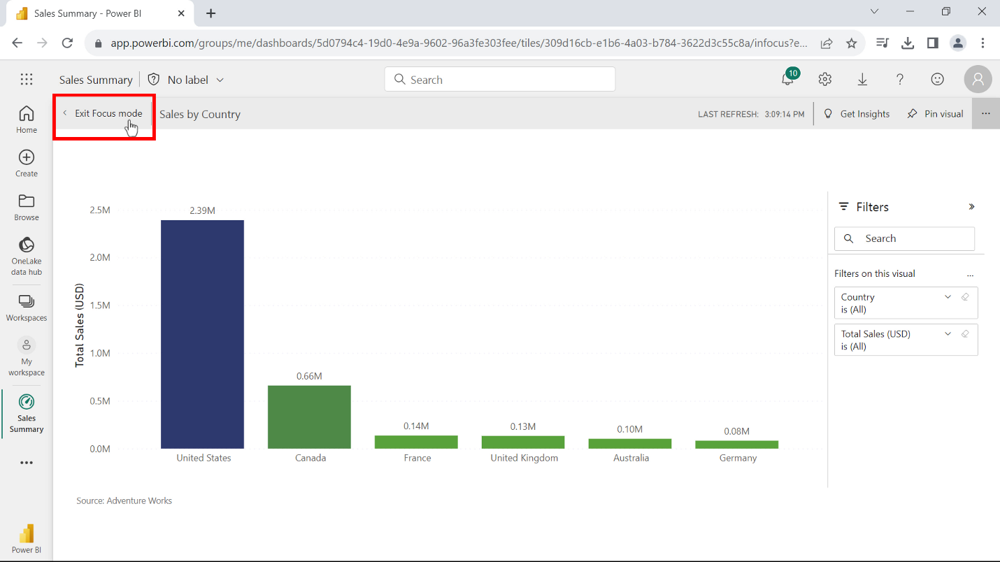 Sales Summary - Power BI
app.powerbi.com/groups/me/dashboards/5d0794c4-19d0-4e9a-9602-96a3fe303fee/tiles/309d16cb-e1b6-4a03-b784-3622d3c55c8a/infocus?e...
Sales Summary
No label
Search
10
Exit Focus mode
Sales by Country
LAST REFRESH: 3:09:14 PM
Get Insights
Pin visual
...
Home
Create
Browse
OneLake
data hub
Workspaces
My
workspace
Sales
Summary
Power BI
Total Sales (USD)
2.5M
2.0M
1.5M
1.0M
0.5M
0.0M
2.39M
0.66M
0.14M
0.13M
0.10M
0.08M
United States
Canada
France
United Kingdom
Australia
Germany
Source: Adventure Works
Filters
Search
Filters on this visual
...
Country
is (All)
Total Sales (USD)
is (All)